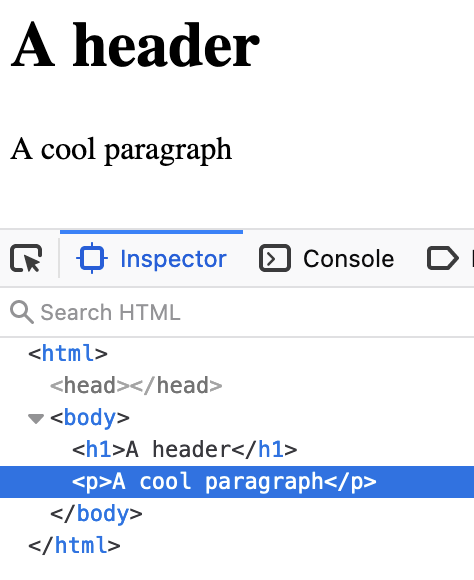 A header
A cool paragraph
Inspector Console
Search HTML
<html>
<head></head>
<body>
<h1>A header</h1>
<p>A cool paragraph</p>
</body>
</html>